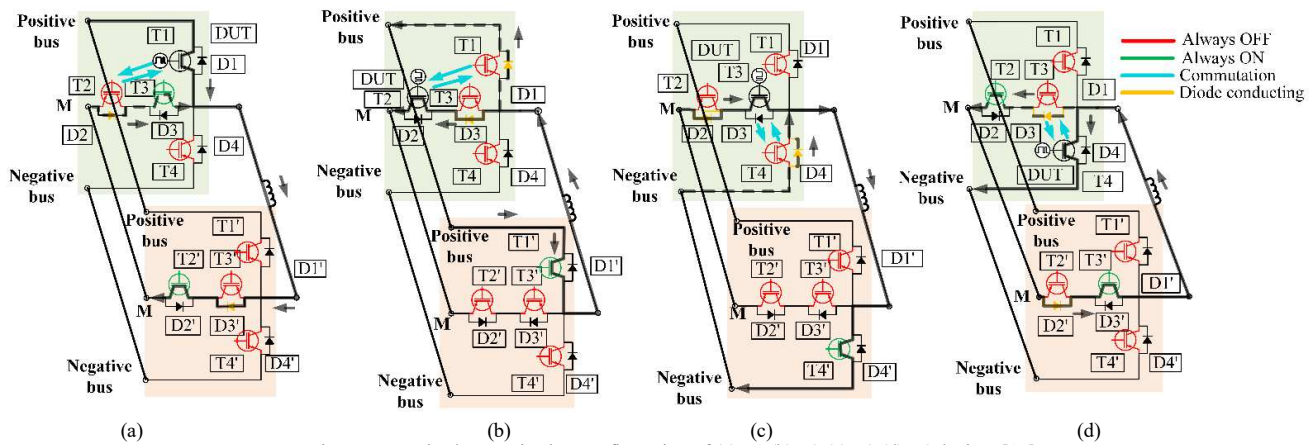 Positive
bus
T1
DUT
D1
T2
T3
M
D2
D3
D4
T4
Negative
bus
Positive
bus
T1'
T2'
T3'
D1'
M
D2'
D3'
T4'
D4'
Negative
bus
(a)
Positive
bus
T1
DUT
T2
T3
D1
M
D2
D3
T4
D4
Negative
bus
Positive
bus
T1'
D1'
T2'
T3'
M
D2'
D3'
T4'
D4'
Negative
bus
(b)
Positive
bus
D1
T1
DUT
T2
T3
M
D2
D3
T4
D4
Negative
bus
Positive
bus
T1'
T2'
T3'
D1'
M
D2'
D3'
T4'
D4'
Negative
bus
(c)
Positive
bus
T1
T2
T3
D1
M
D2
D3
D4
DUT
T4
Negative
bus
Positive
bus
T1'
T2'
T3'
D1'
M
D2'
D3'
T4'
D4'
Negative
bus
(d)
Always OFF
Always ON
Commutation
Diode conducting